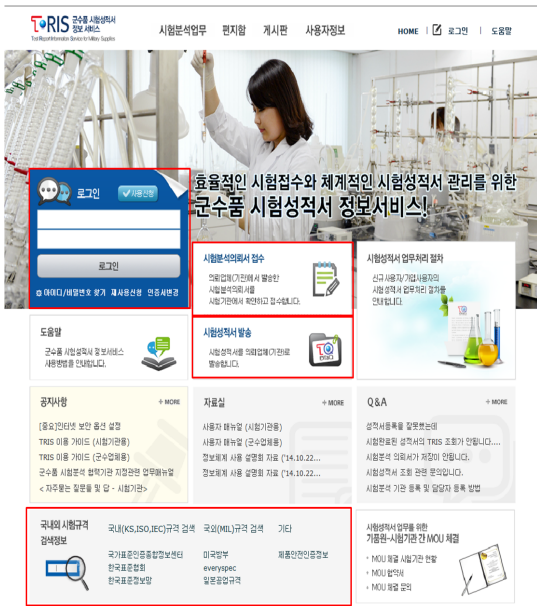 TORIS 군수품 시험성적서
정보 서비스
Test Report Information Service for Military Supplies
시험분석업무 편지함 게시판 사용자정보
HOME | 로그인 | 도움말
로그인 사용신청
로그인
아이디/비밀번호 찾기 재사용신청 인증서변경
효율적인 시험접수와 체계적인 시험성적서 관리를 위한
군수품 시험성적서 정보서비스!
시험분석의뢰서 접수
의뢰업체(기관)에서 발송한
시험분석의뢰서를
시험기관에서 확인하고 접수합니다.
시험성적서 업무처리 절차
신규사용자/가입사용자의
시험성적서 업무처리 절차를
안내합니다.
도움말
군수품 시험성적서 정보서비스
사용방법을 안내합니다.
시험성적서 발송
시험성적서를 의뢰업체(기관)로
발송합니다.
공지사항 + MORE
[중요]인터넷 보안 옵션 설정
TRIS 이용 가이드 (시험기관용)
TRIS 이용 가이드 (군수업체용)
군수품 시험분석 협력기관 지정관련 업무매뉴얼
< 자주묻는 질문들 및 답 - 시험기관>
자료실 + MORE
사용자 매뉴얼 (시험기관용)
사용자 매뉴얼 (군수업체용)
정보체계 사용 설명회 자료 ('14.10.22...
정보체계 사용 설명회 자료 ('14.10.22...
Q & A + MORE
성적서등록을 잘못했는데
시험완료된 성적서의 TRIS 조회가 안됩니다....
시험분석 의뢰서가 저장이 안됩니다.
시험성적서 조회 관련 문의입니다.
시험분석 기관 등록 및 담당자 등록 방법
국내외 시험규격
검색정보
국내(KS,ISO,IEC)규격 검색 국외(MIL)규격 검색 기타
국가표준인증종합정보센터 미국방부 제품안전인증정보
한국표준협회 everyspec
한국표준정보망 일본공업규격
시험성적서 업무를 위한
기품원-시험기관 간 MOU 체결
MOU 체결 시험기관 현황
MOU 협약서
MOU 체결 문의